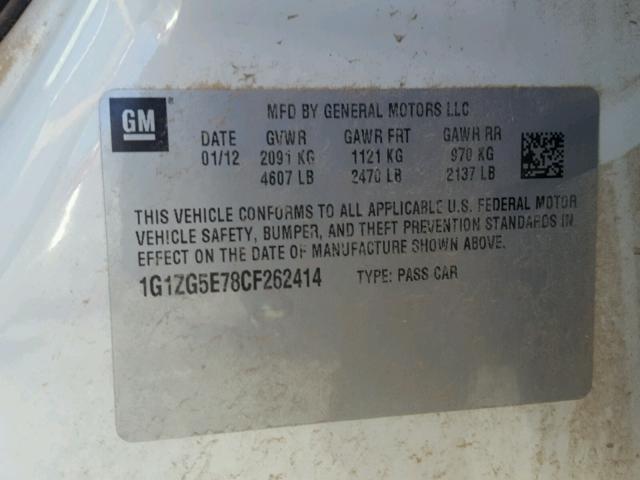 GM
MFD BY GENERAL MOTORS LLC
DATE GVWR GAWR FRT GAWR RR
01/12 2091 KG 1121 KG 970 KG
4607 LB 2470 LB 2137 LB
THIS VEHICLE CONFORMS TO ALL APPLICABLE U.S. FEDERAL MOTOR
VEHICLE SAFETY, BUMPER, AND THEFT PREVENTION STANDARDS IN
EFFECT ON THE DATE OF MANUFACTURE SHOWN ABOVE.
1G1ZG5E78CF262414 TYPE: PASS CAR